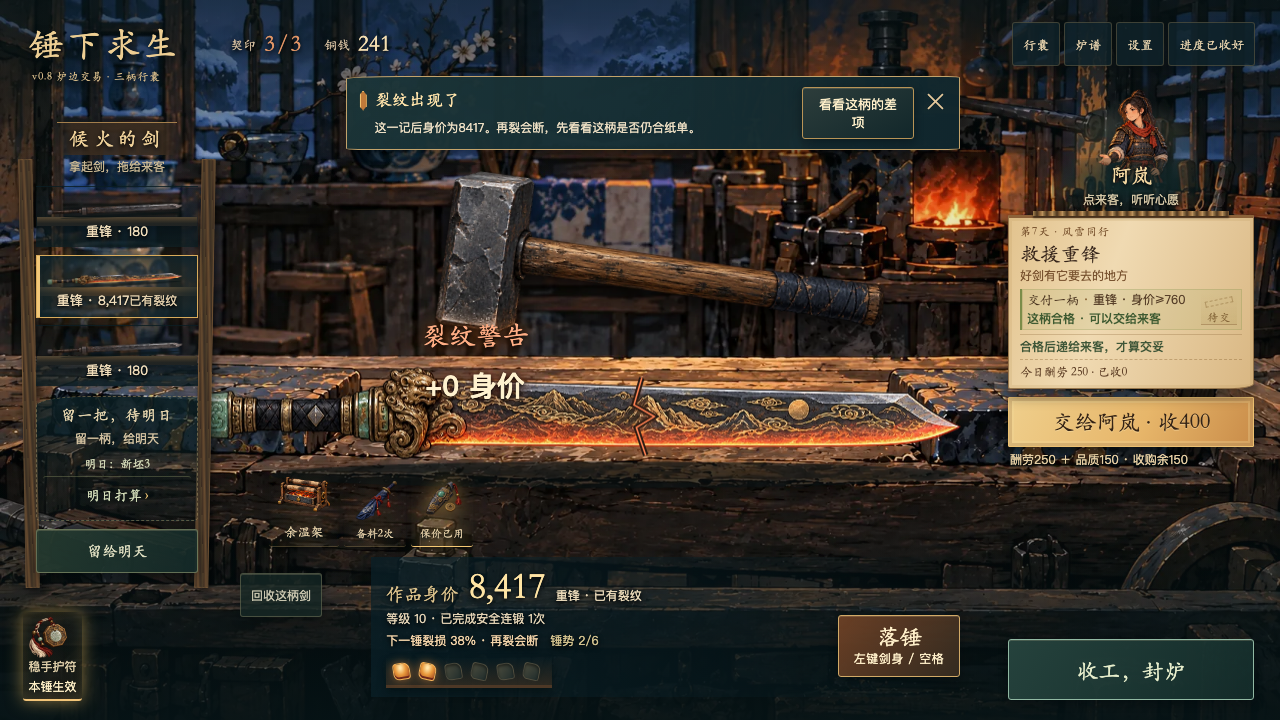 锤下求生
v0.8 炉边交易 · 三柄行囊
契印 3/3 铜钱 241
行囊
炉谱
设置
进度已收好
裂纹出现了
这一记后身价为8417。再裂会断，先看看这柄是否仍合纸单。
看看这柄的差
项
候火的剑
拿起剑，拖给来客
重锋 · 180
重锋 · 8,417已有裂纹
重锋 · 180
留一把，待明日
留一柄，给明天
明日：新坯3
明日打算 ›
留给明天
裂纹警告
+0 身价
阿岚
点来客，听听心愿
第7天 · 风雪同行
救援重锋
好剑有它要去的地方
交付一柄 · 重锋 · 身价≥760
这柄合格 · 可以交给来客
待交
合格后递给来客，才算交妥
今日酬劳 250 · 已收0
交给阿岚 · 收400
酬劳250 ＋ 品质150 · 收购余150
余温架
备料2次
保价已用
回收这柄剑
作品身价 8,417 重锋 · 已有裂纹
等级 10 · 已完成安全连锻 1次
下一锤裂损 38% · 再裂会断 锤势 2/6
稳手护符
本锤生效
落锤
左键剑身 / 空格
收工，封炉